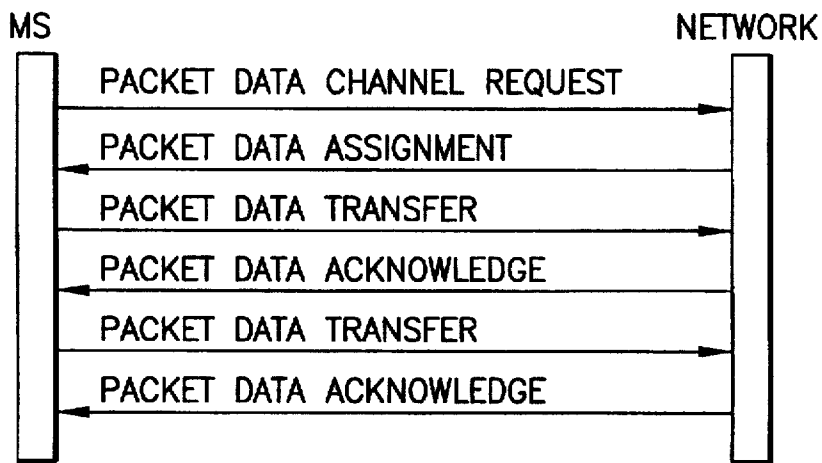 MS
NETWORK
PACKET DATA CHANNEL REQUEST
PACKET DATA ASSIGNMENT
PACKET DATA TRANSFER
PACKET DATA ACKNOWLEDGE
PACKET DATA TRANSFER
PACKET DATA ACKNOWLEDGE